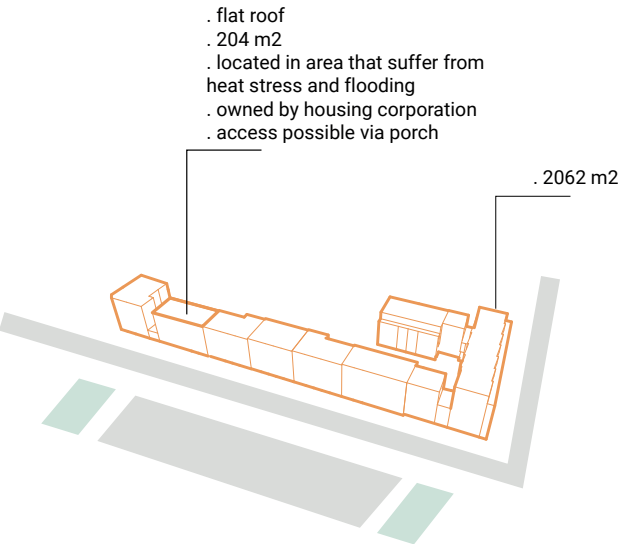 . flat roof
. 204 m2
. located in area that suffer from
heat stress and flooding
. owned by housing corporation
. access possible via porch
. 2062 m2